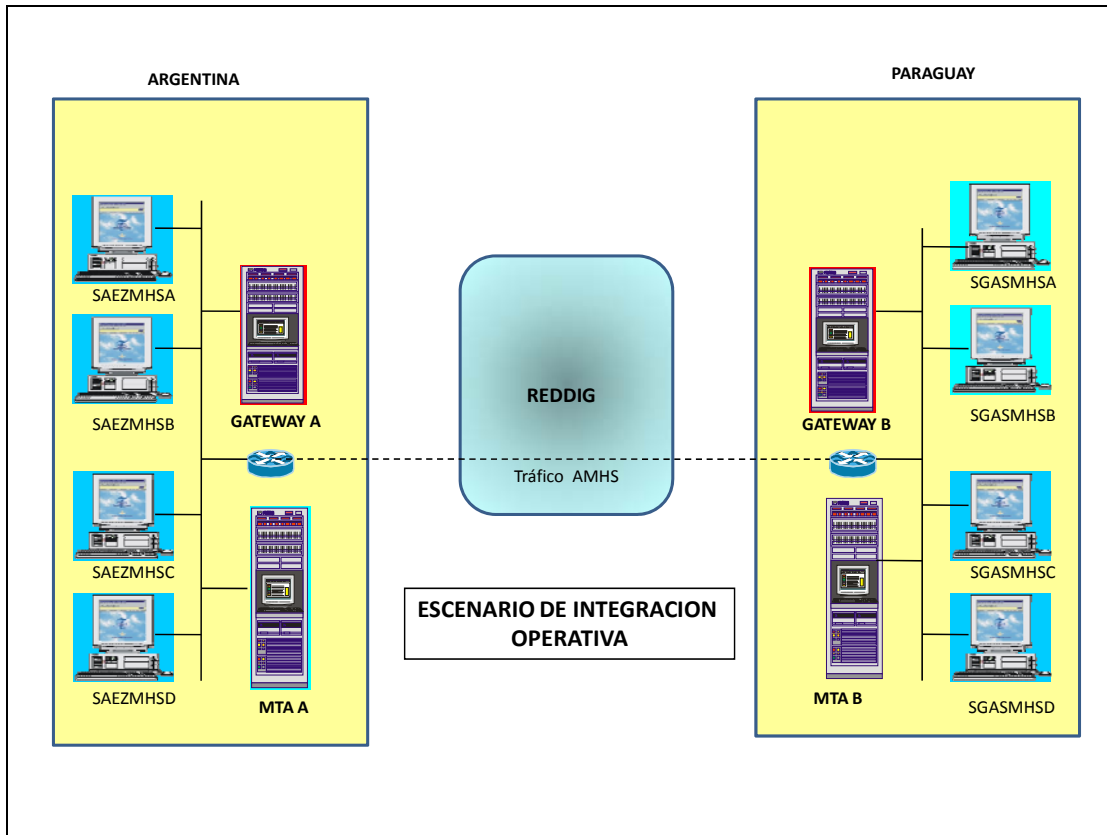 ARGENTINA
PARAGUAY
SAEZMHSA
SAEZMHSB
GATEWAY A
SAEZMHSC
SAEZMHSD
MTA A
REDDIG
Tráfico AMHS
ESCENARIO DE INTEGRACION
OPERATIVA
SGASMHSA
SGASMHSB
GATEWAY B
SGASMHSC
SGASMHSD
MTA B